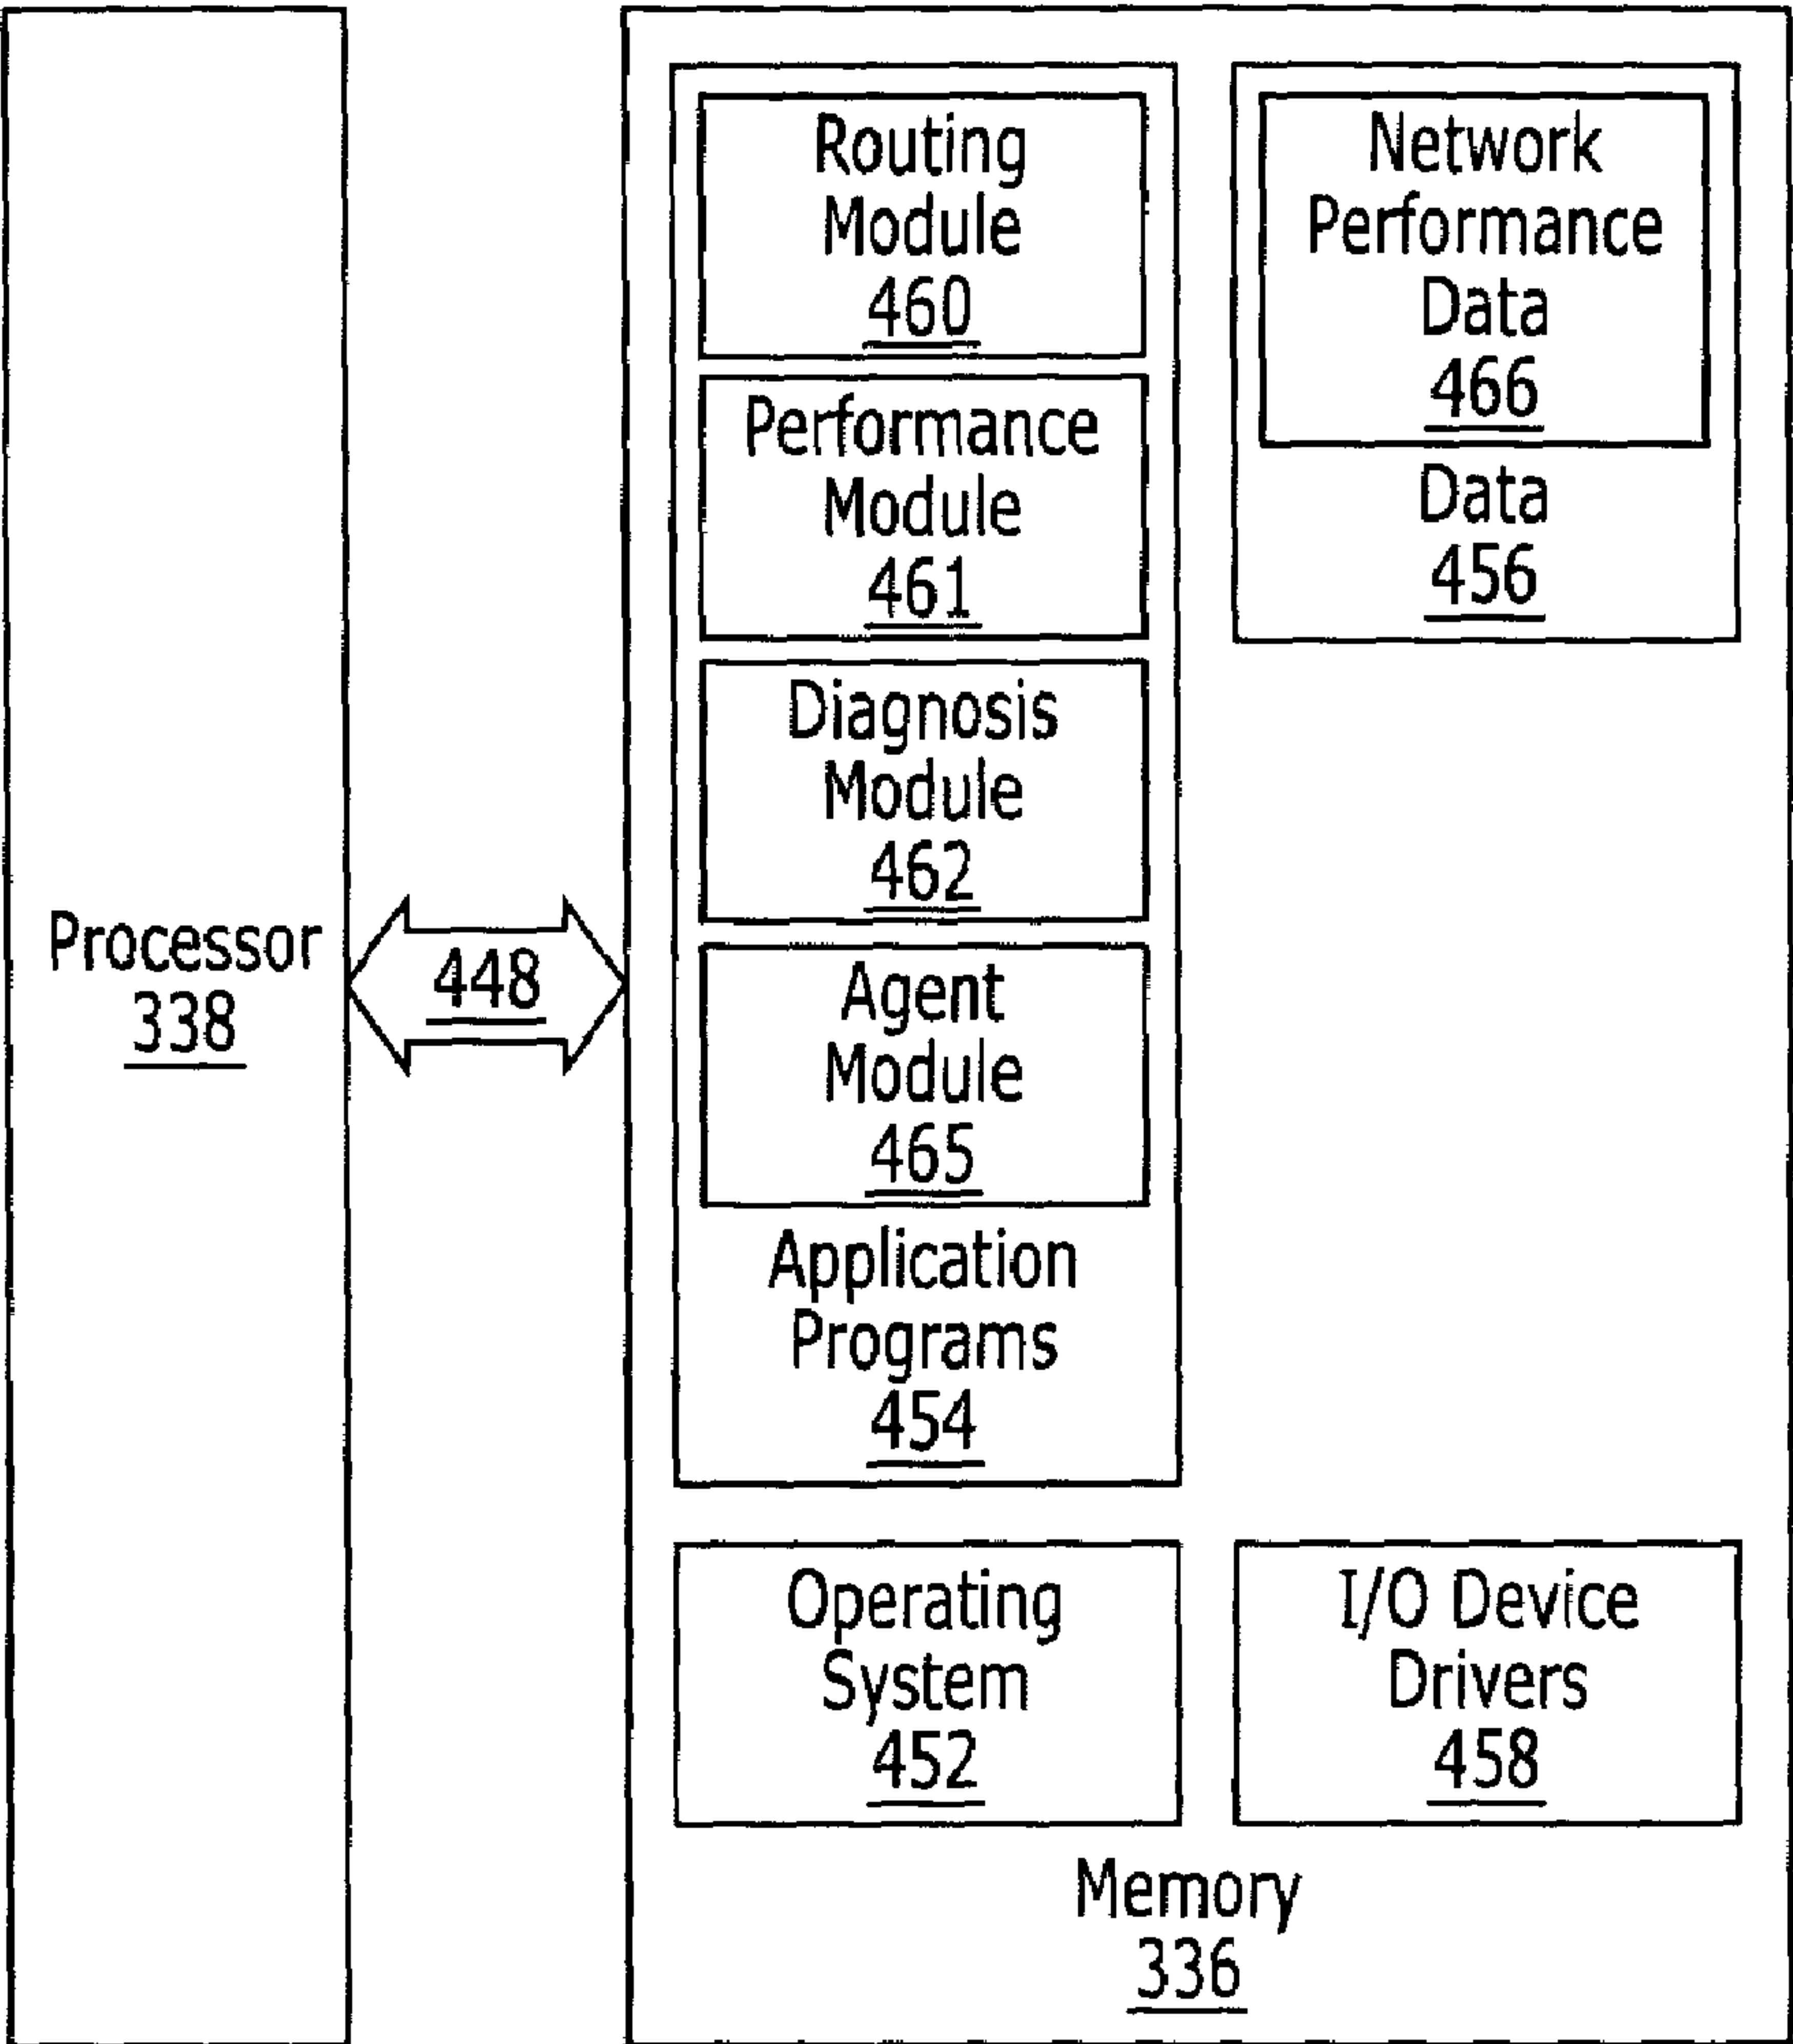 Processor
338
448
Routing
Module
460
Performance
Module
461
Diagnosis
Module
462
Agent
Module
465
Application
Programs
454
Network
Performance
Data
466
Data
456
Operating
System
452
I/O Device
Drivers
458
Memory
336